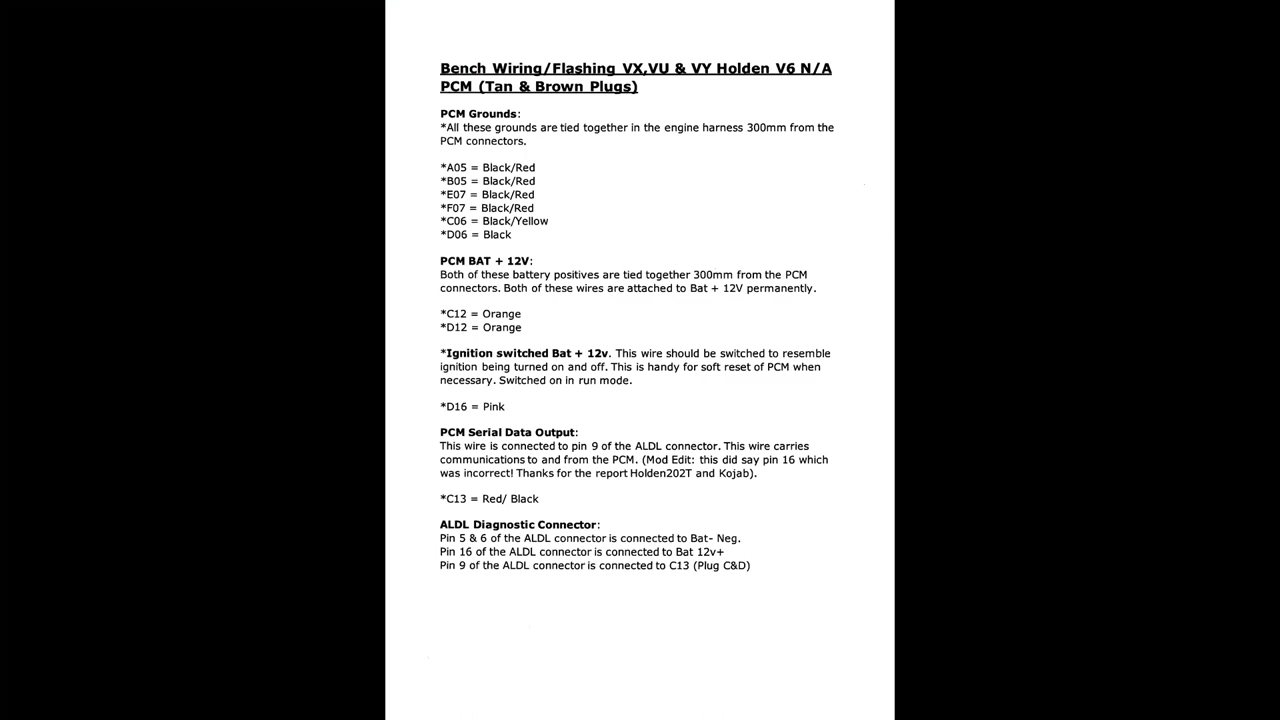 Bench Wiring/Flashing VX,VU & VY Holden V6 N/A
PCM (Tan & Brown Plugs)
PCM Grounds:
*All these grounds are tied together in the engine harness 300mm from the
PCM connectors.
*A05 = Black/Red
*B05 = Black/Red
*E07 = Black/Red
*F07 = Black/Red
*C06 = Black/Yellow
*D06 = Black
PCM BAT + 12V:
Both of these battery positives are tied together 300mm from the PCM
connectors. Both of these wires are attached to Bat + 12V permanently.
*C12 = Orange
*D12 = Orange
*Ignition switched Bat + 12v. This wire should be switched to resemble
ignition being turned on and off. This is handy for soft reset of PCM when
necessary. Switched on in run mode.
*D16 = Pink
PCM Serial Data Output:
This wire is connected to pin 9 of the ALDL connector. This wire carries
communications to and from the PCM. (Mod Edit: this did say pin 16 which
was incorrect! Thanks for the report Holden202T and Kojab).
*C13 = Red/ Black
ALDL Diagnostic Connector:
Pin 5 & 6 of the ALDL connector is connected to Bat- Neg.
Pin 16 of the ALDL connector is connected to Bat 12v+
Pin 9 of the ALDL connector is connected to C13 (Plug C&D)